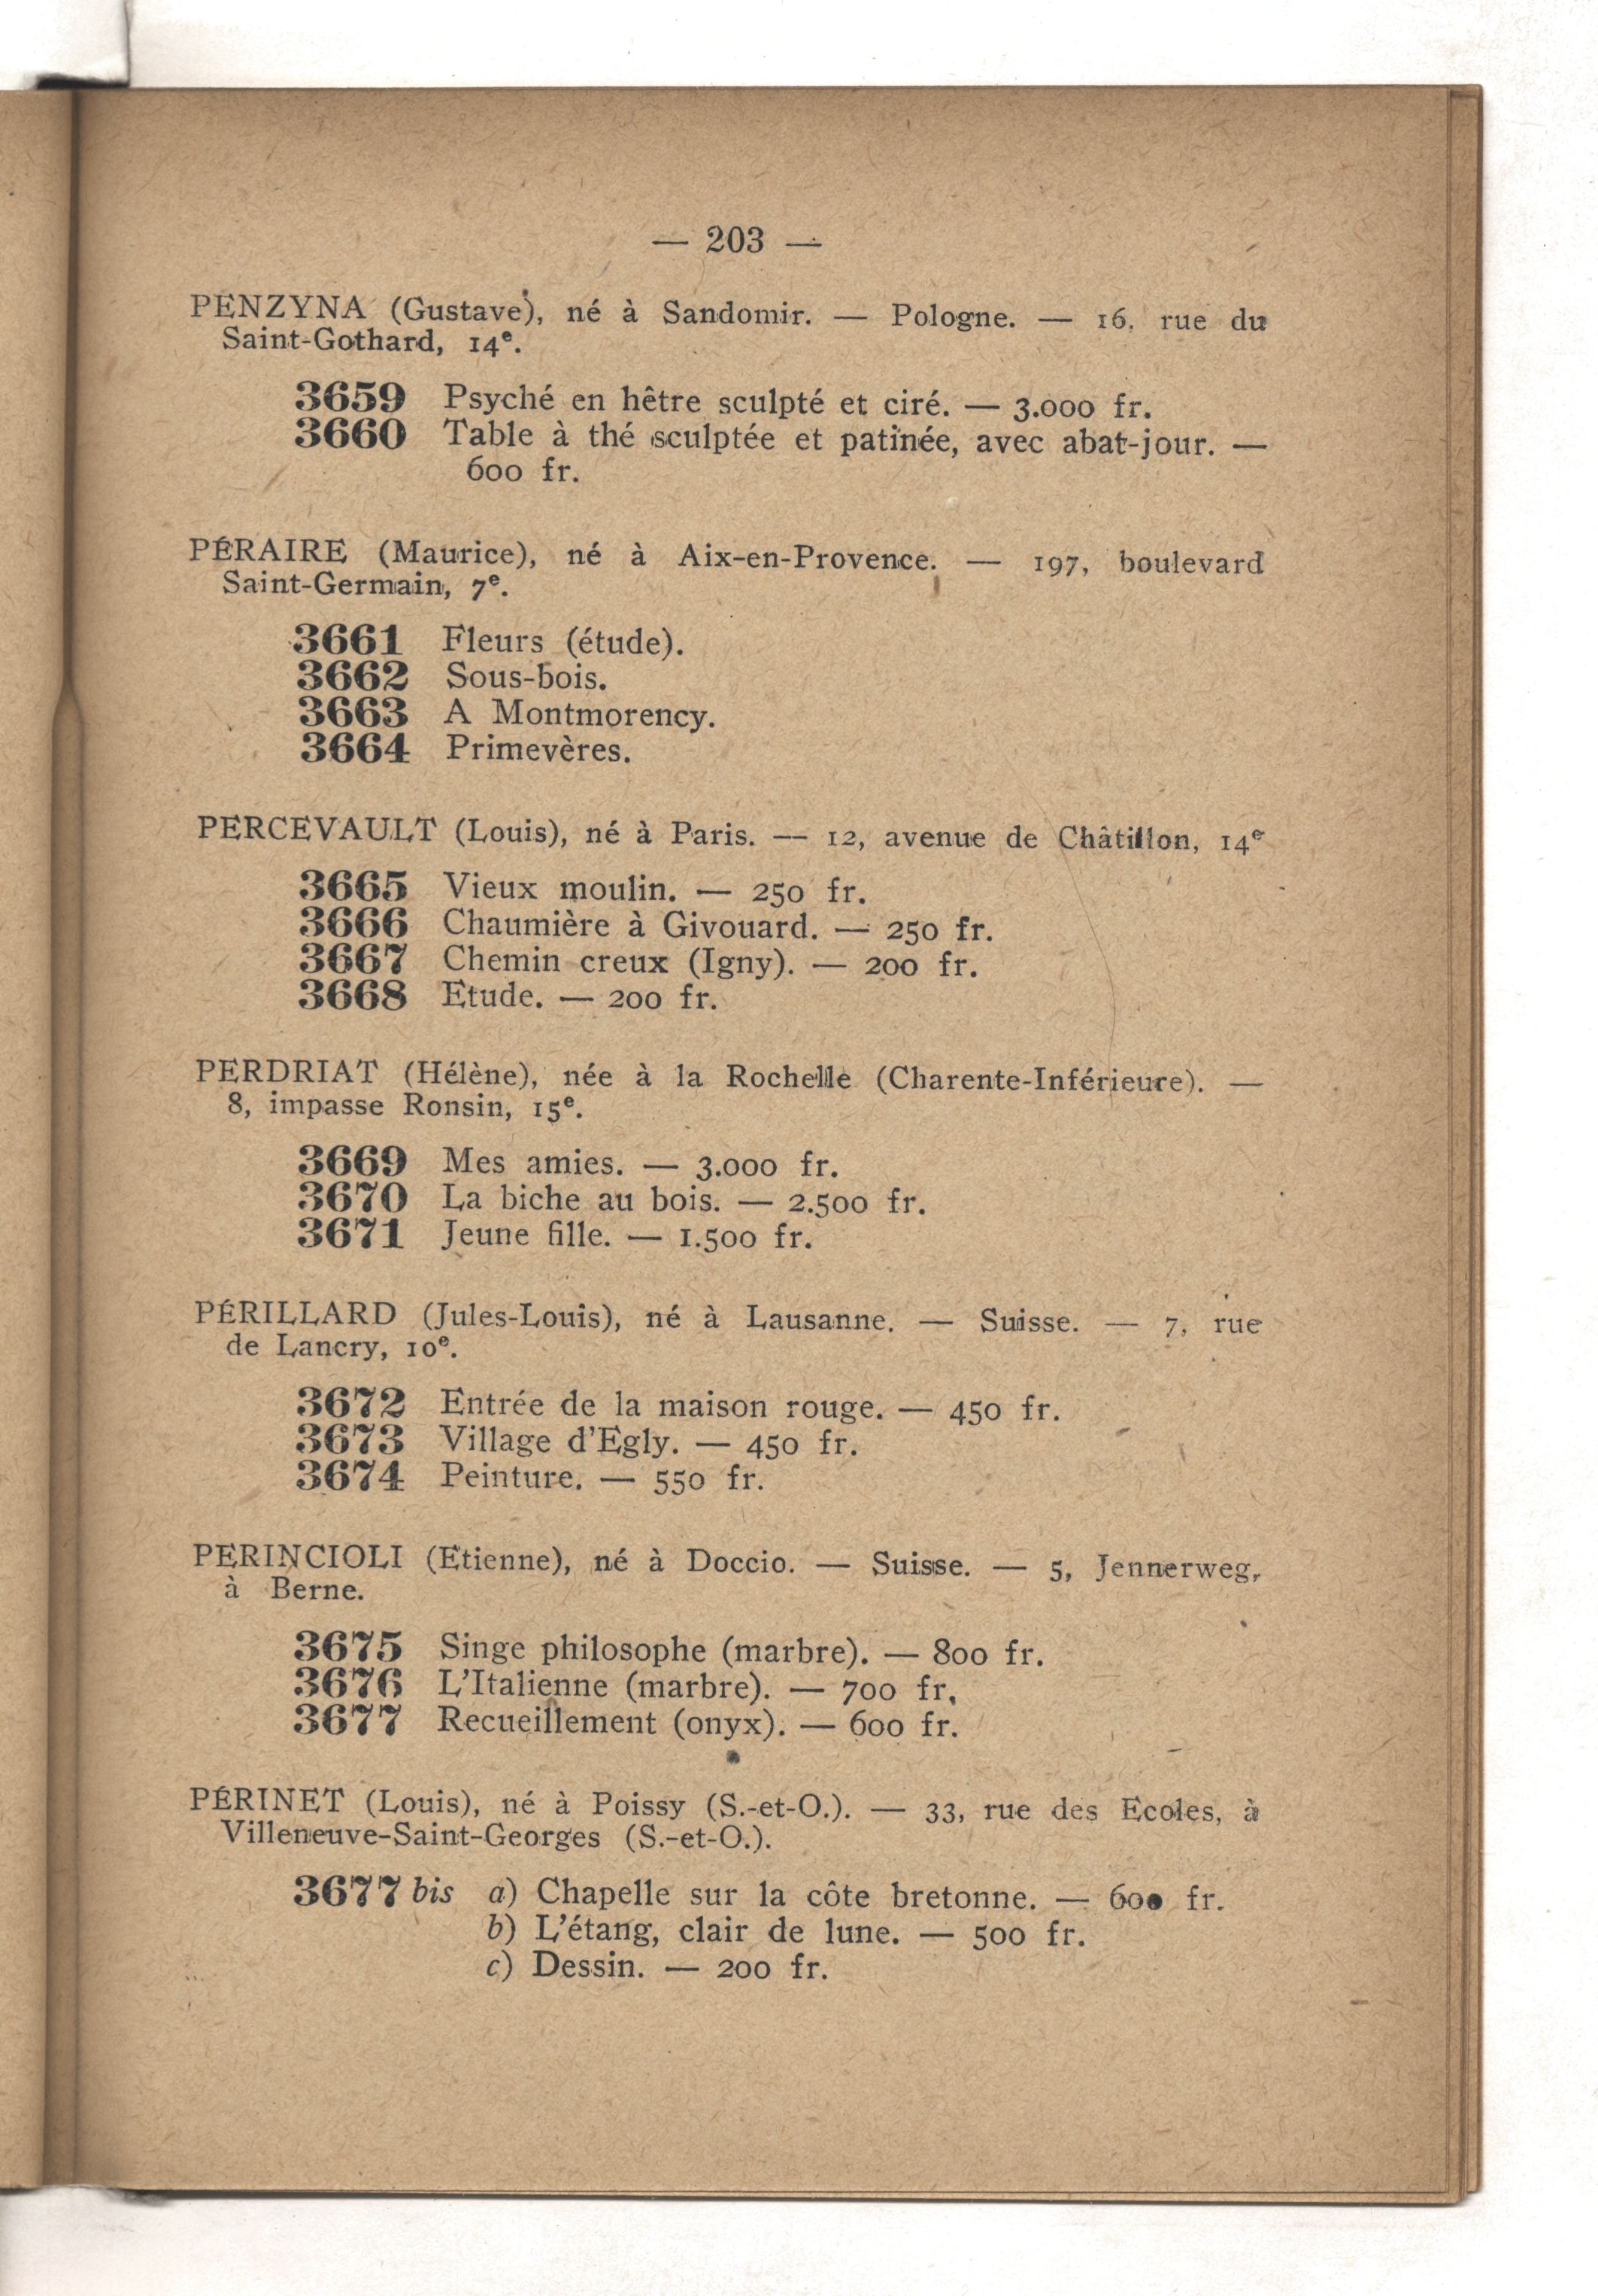 — 203 —
PENZYNA (Gustave), né à Sandomir. — Pologne. — 16, rue du
Saint-Gothard, 14e.
3659 Psyché en hêtre sculpté et ciré. — 3.000 fr.
3660 Table à thé sculptée et patinée, avec abat-jour. —
600 fr.
PÉRAIRE (Maurice), né à Aix-en-Provence. — 197, boulevard
Saint-Germain, 7e.
3661 Fleurs (étude).
3662 Sous-bois.
3663 A Montmorency.
3664 Primevères.
PERCEVAULT (Louis), né à Paris. — 12, avenue de Châtillon, 14e
3665 Vieux moulin. — 250 fr.
3666 Chaumière à Givouard. — 250 fr.
3667 Chemin creux (Igny). — 200 fr.
3668 Etude. — 200 fr.
PERDRIAT (Hélène), née à la Rochelle (Charente-Inférieure). —
8, impasse Ronsin, 15e.
3669 Mes amies. — 3.000 fr.
3670 La biche au bois. — 2.500 fr.
3671 Jeune fille. — 1.500 fr.
PÉRILLARD (Jules-Louis), né à Lausanne. — Suisse. — 7, rue
de Lancry, 10e.
3672 Entrée de la maison rouge. — 450 fr.
3673 Village d'Egly. — 450 fr.
3674 Peinture. — 550 fr.
PERINCIOLI (Etienne), né à Doccio. — Suisse. — 5, Jennerweg,
à Berne.
3675 Singe philosophe (marbre). — 800 fr.
3676 L'Italienne (marbre). — 700 fr.
3677 Recueillement (onyx). — 600 fr.
PÉRINET (Louis), né à Poissy (S.-et-O.). — 33, rue des Ecoles, à
Villeneuve-Saint-Georges (S.-et-O.).
3677 bis a) Chapelle sur la côte bretonne. — 600 fr.
b) L'étang, clair de lune. — 500 fr.
c) Dessin. — 200 fr.